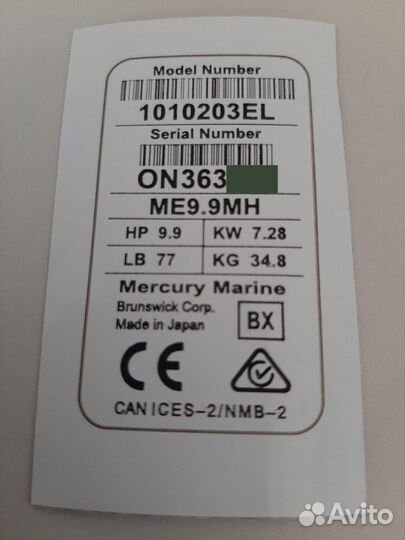 Model Number
1010203EL
Serial Number
ON363
ME9.9MH
HP 9.9 KW 7.28
LB 77 KG 34.8
Mercury Marine
Brunswick Corp.
Made in Japan
BX
CE
CAN ICES-2/NMB-2
Avito